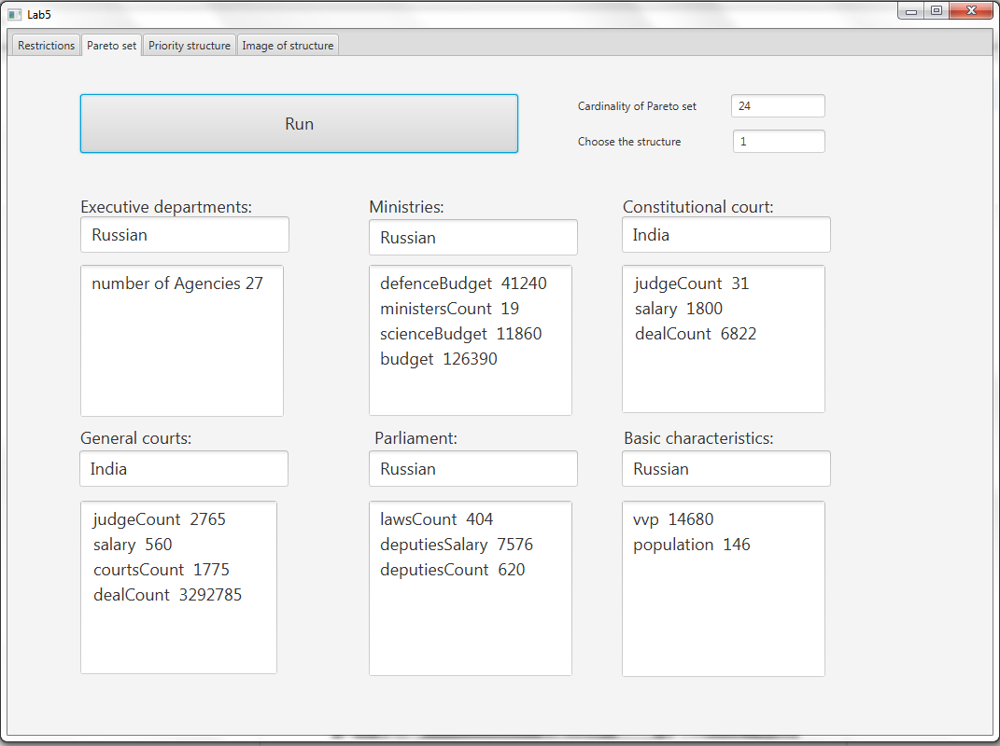 Lab5
Restrictions Pareto set Priority structure Image of structure
Run
Cardinality of Pareto set 24
Choose the structure 1
Executive departments:
Russian
number of Agencies 27
Ministries:
Russian
defenceBudget 41240
ministersCount 19
scienceBudget 11860
budget 126390
Constitutional court:
India
judgeCount 31
salary 1800
dealCount 6822
General courts:
India
judgeCount 2765
salary 560
courtsCount 1775
dealCount 3292785
Parliament:
Russian
lawsCount 404
deputiesSalary 7576
deputiesCount 620
Basic characteristics:
Russian
vvp 14680
population 146